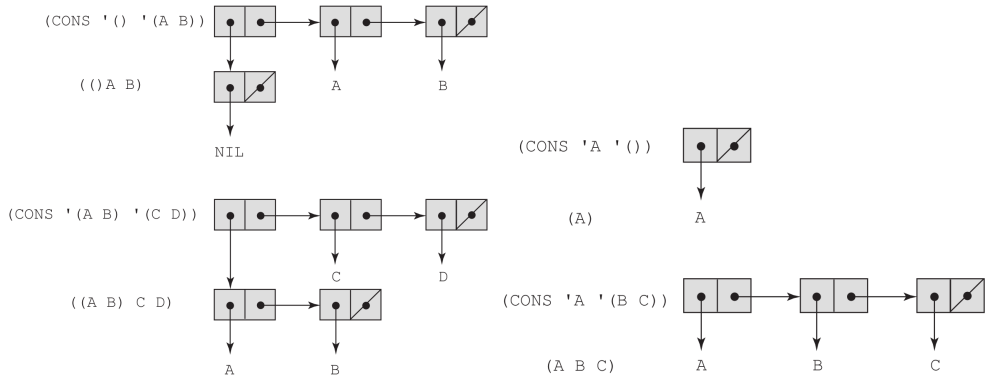 (CONS '() '(A B))
A B
(()A B)
NIL
(CONS '(A B) '(C D))
C D
((A B) C D)
A B
(CONS 'A '())
(A) A
(CONS 'A '(B C))
(A B C) A B C